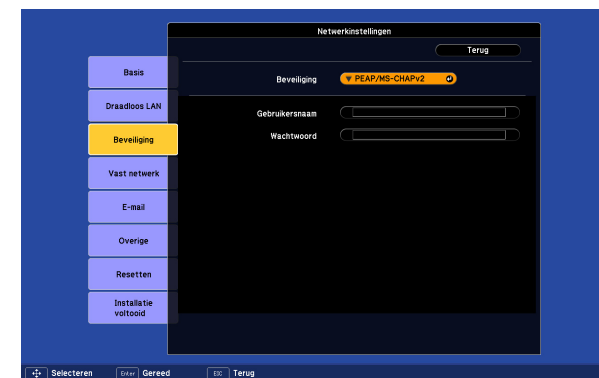 Netwerkinstellingen
Terug
Basis
Draadloos LAN
Beveiliging
Vast netwerk
E-mail
Overige
Resetten
Installatie
voltooid
Beveiliging
PEAP/MS-CHAPv2
Gebruikersnaam
Wachtwoord
Selecteren Enter Gereed ESC Terug